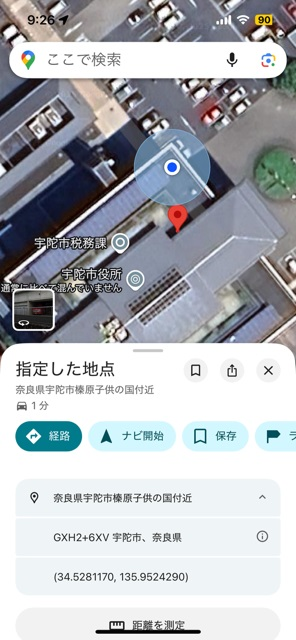 9:26
90
ここで検索
宇陀市税務課
宇陀市役所
通常に比べて混んでいません
指定した地点
奈良県宇陀市榛原子供の国付近
1 分
経路
ナビ開始
保存
ラ
奈良県宇陀市榛原子供の国付近
GXH2+6XV 宇陀市、奈良県
(34.5281170, 135.9524290)
距離を測定